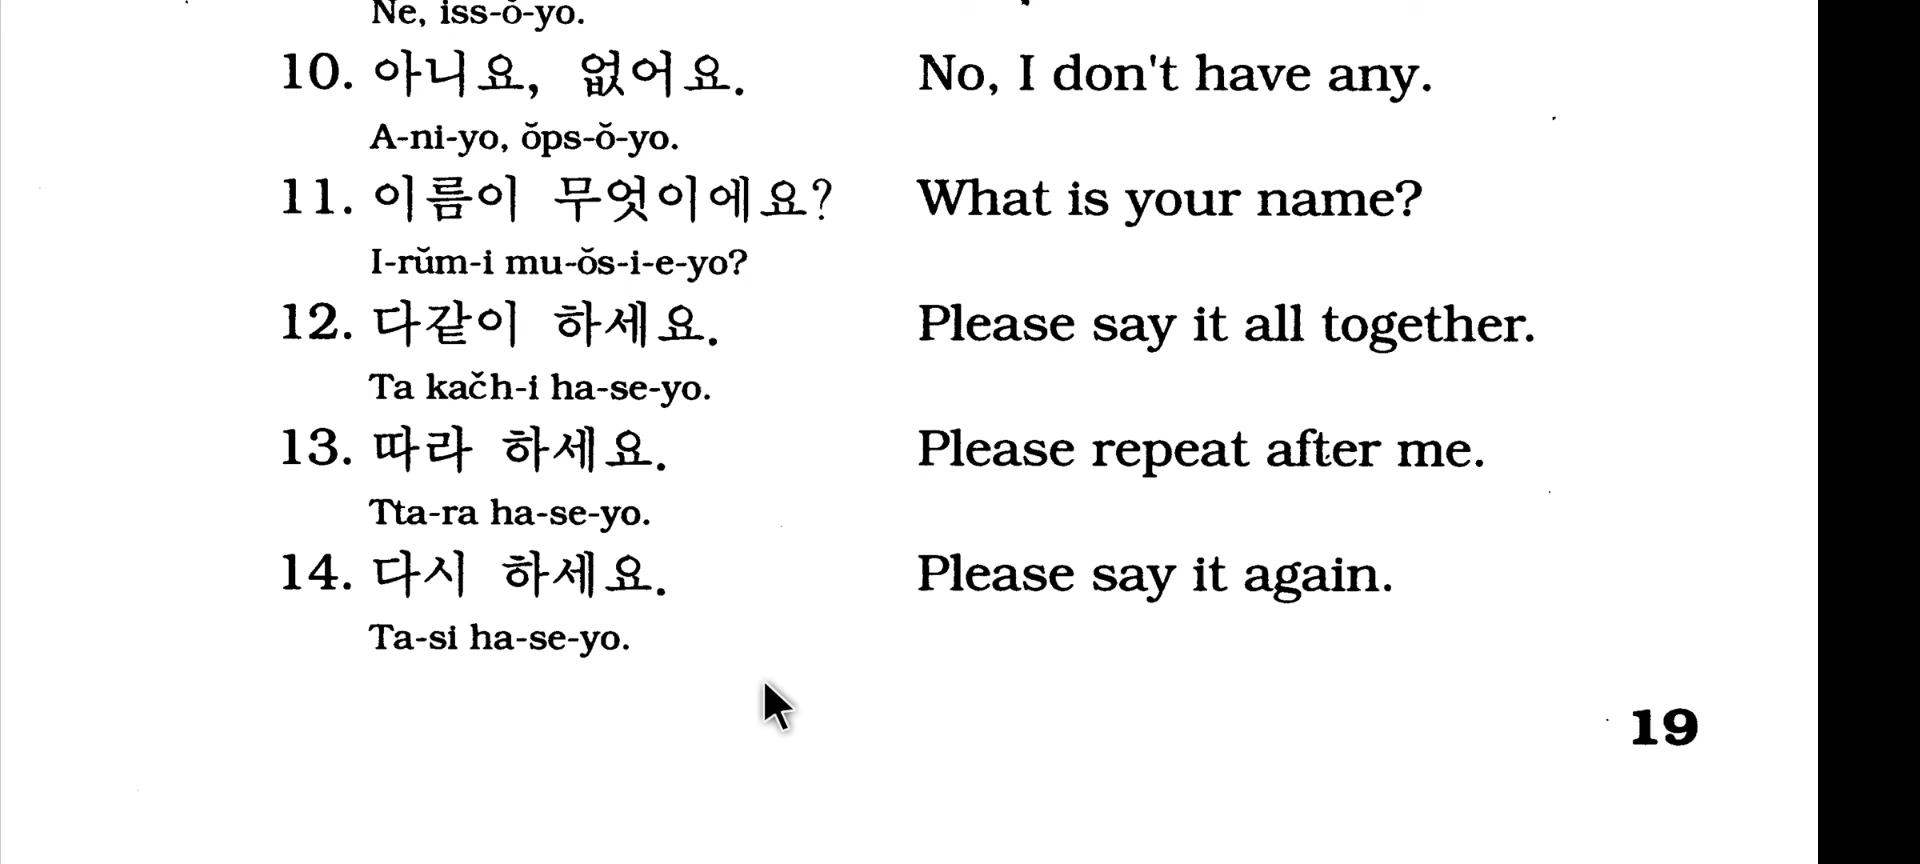 Ne, iss-ŏ-yo.
10. 아니요, 없어요. No, I don't have any.
A-ni-yo, ŏps-ŏ-yo.
11. 이름이 무엇이에요? What is your name?
I-rŭm-i mu-ŏs-i-e-yo?
12. 다같이 하세요. Please say it all together.
Ta kačh-i ha-se-yo.
13. 따라 하세요. Please repeat after me.
Tta-ra ha-se-yo.
14. 다시 하세요. Please say it again.
Ta-si ha-se-yo.
19